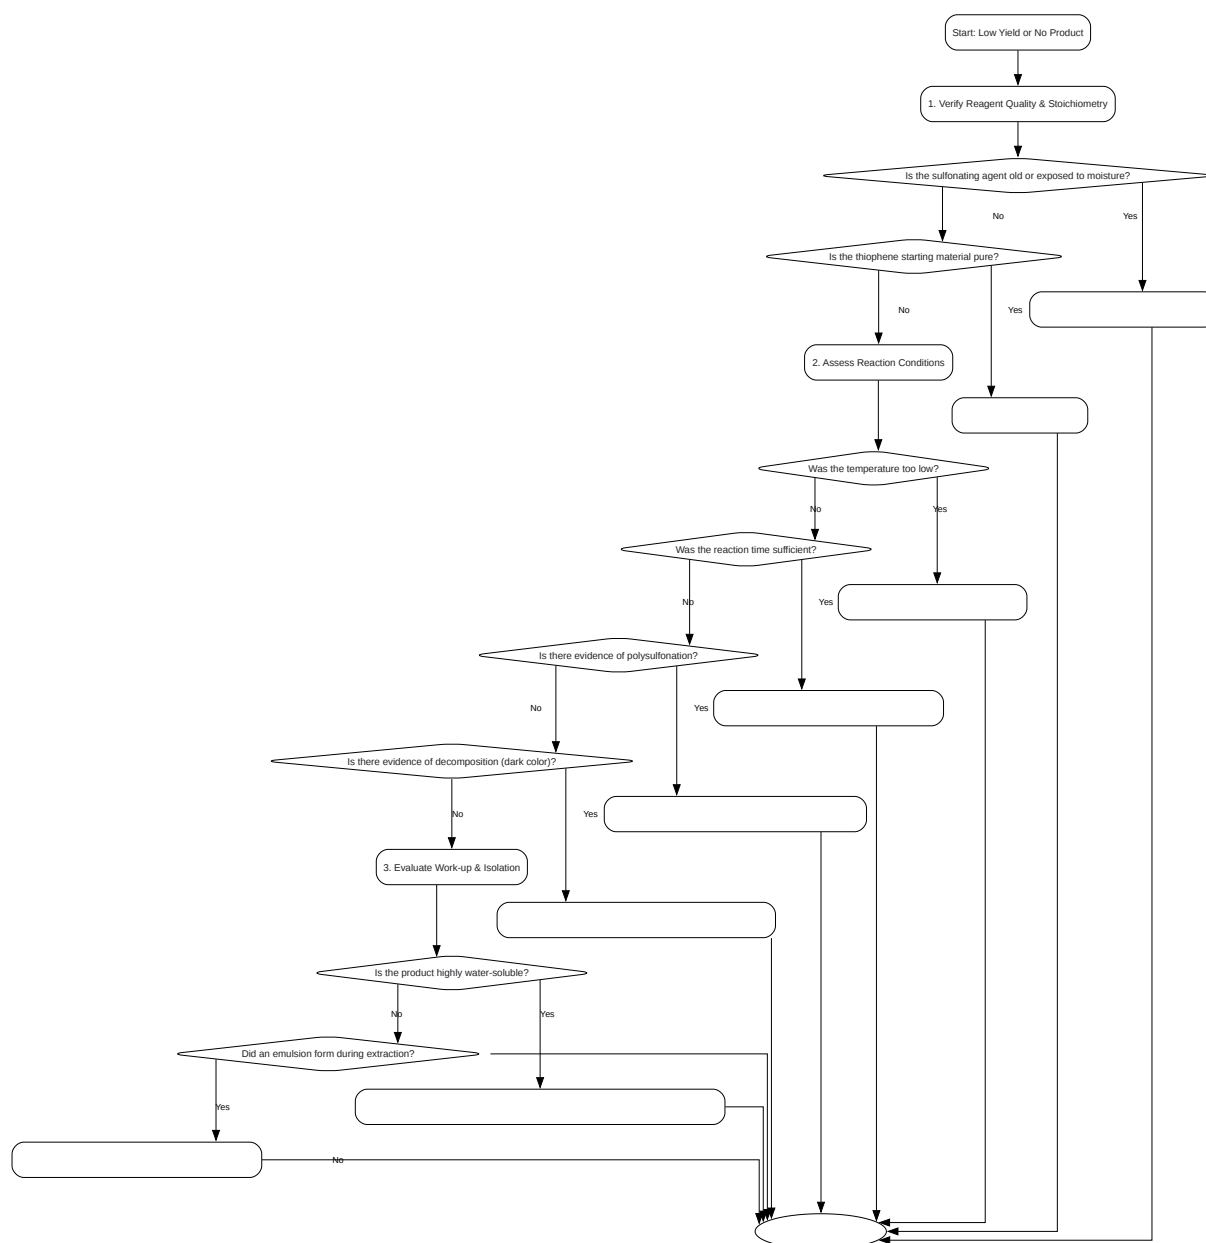 Start: Low Yield or No Product
1. Verify Reagent Quality & Stoichiometry
Is the sulfonating agent old or exposed to moisture?
No
Yes
Is the thiophene starting material pure?
No
Yes
2. Assess Reaction Conditions
Was the temperature too low?
No
Yes
Was the reaction time sufficient?
No
Yes
Is there evidence of polysulfonation?
No
Yes
Is there evidence of decomposition (dark color)?
No
Yes
3. Evaluate Work-up & Isolation
Is the product highly water-soluble?
No
Yes
Did an emulsion form during extraction?
Yes
No